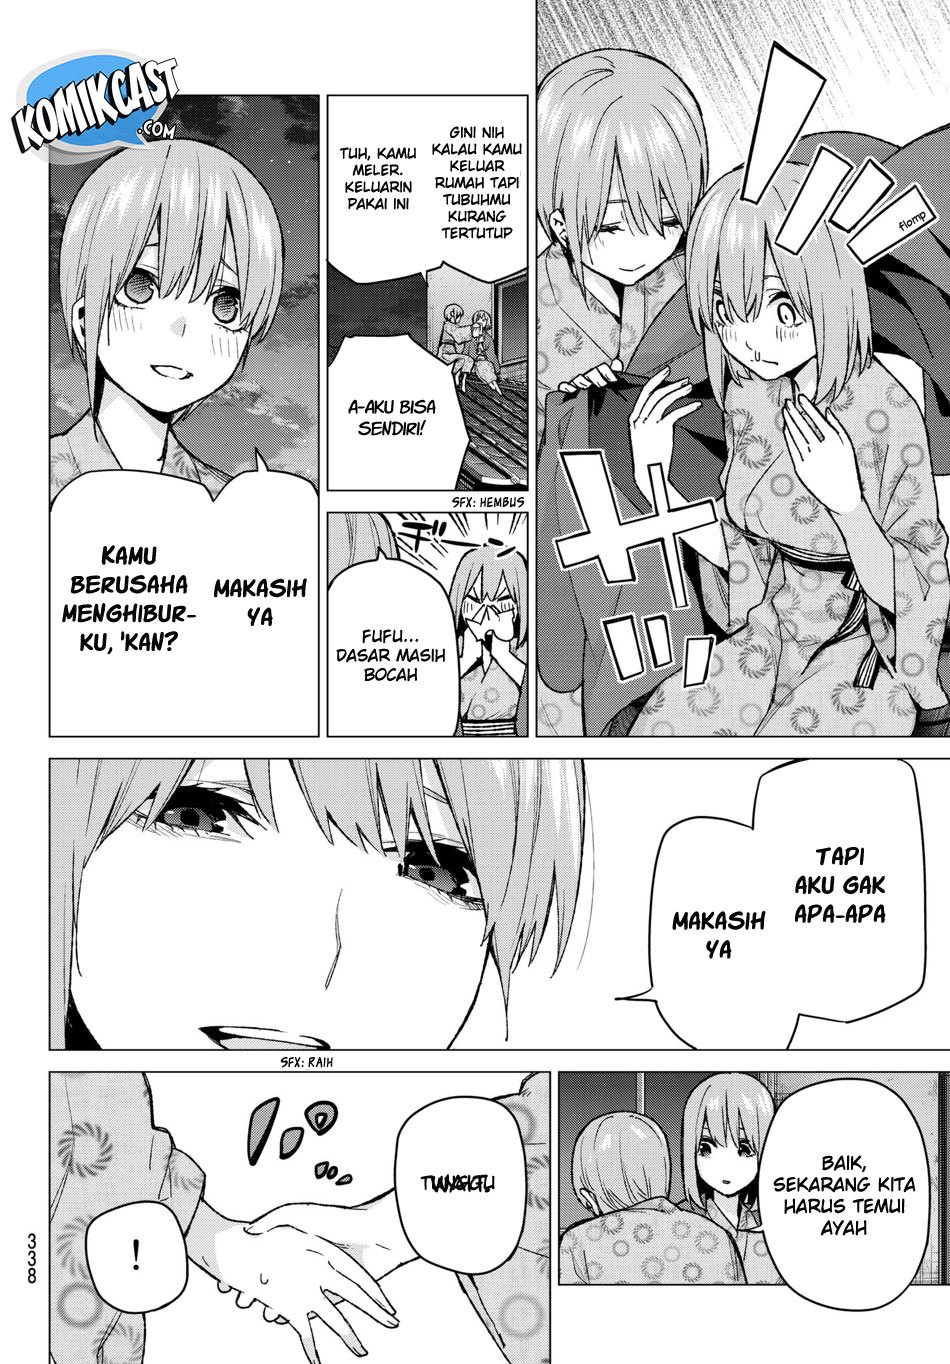 KOMIKCAST
.COM
flomp
GINI NIH
KALAU KAMU
KELUAR
RUMAH TAPI
TUBUHMU
KURANG
TERTUTUP
TUH, KAMU
MELER.
KELUARIN
PAKAI INI
A-AKU BISA
SENDIRI!
SFX: HEMBUS
FUFU...
DASAR MASIH
BOCAH
MAKASIH
YA
KAMU
BERUSAHA
MENGHIBUR-
KU, 'KAN?
TAPI
AKU GAK
APA-APA
MAKASIH
YA
SFX: RAIH
BAIK,
SEKARANG KITA
HARUS TEMUI
AYAH
!
338